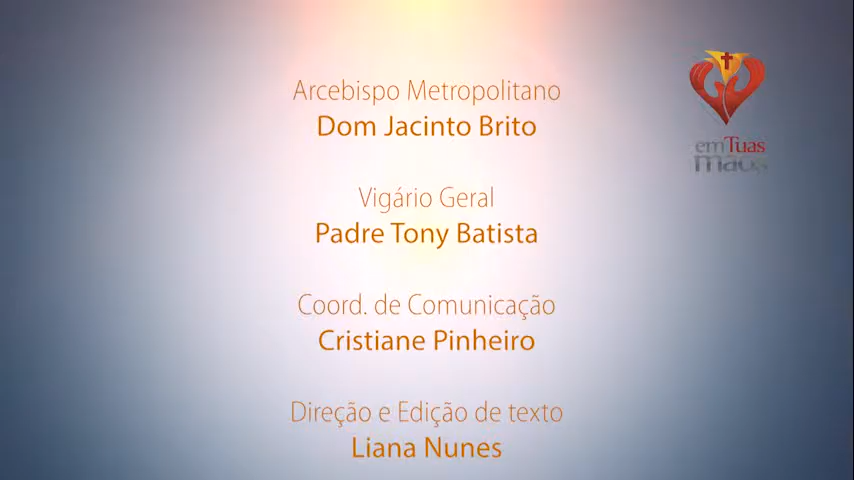 Arcebispo Metropolitano
Dom Jacinto Brito
Vigário Geral
Padre Tony Batista
Coord. de Comunicação
Cristiane Pinheiro
Direção e Edição de texto
Liana Nunes
em Tuas
mãos